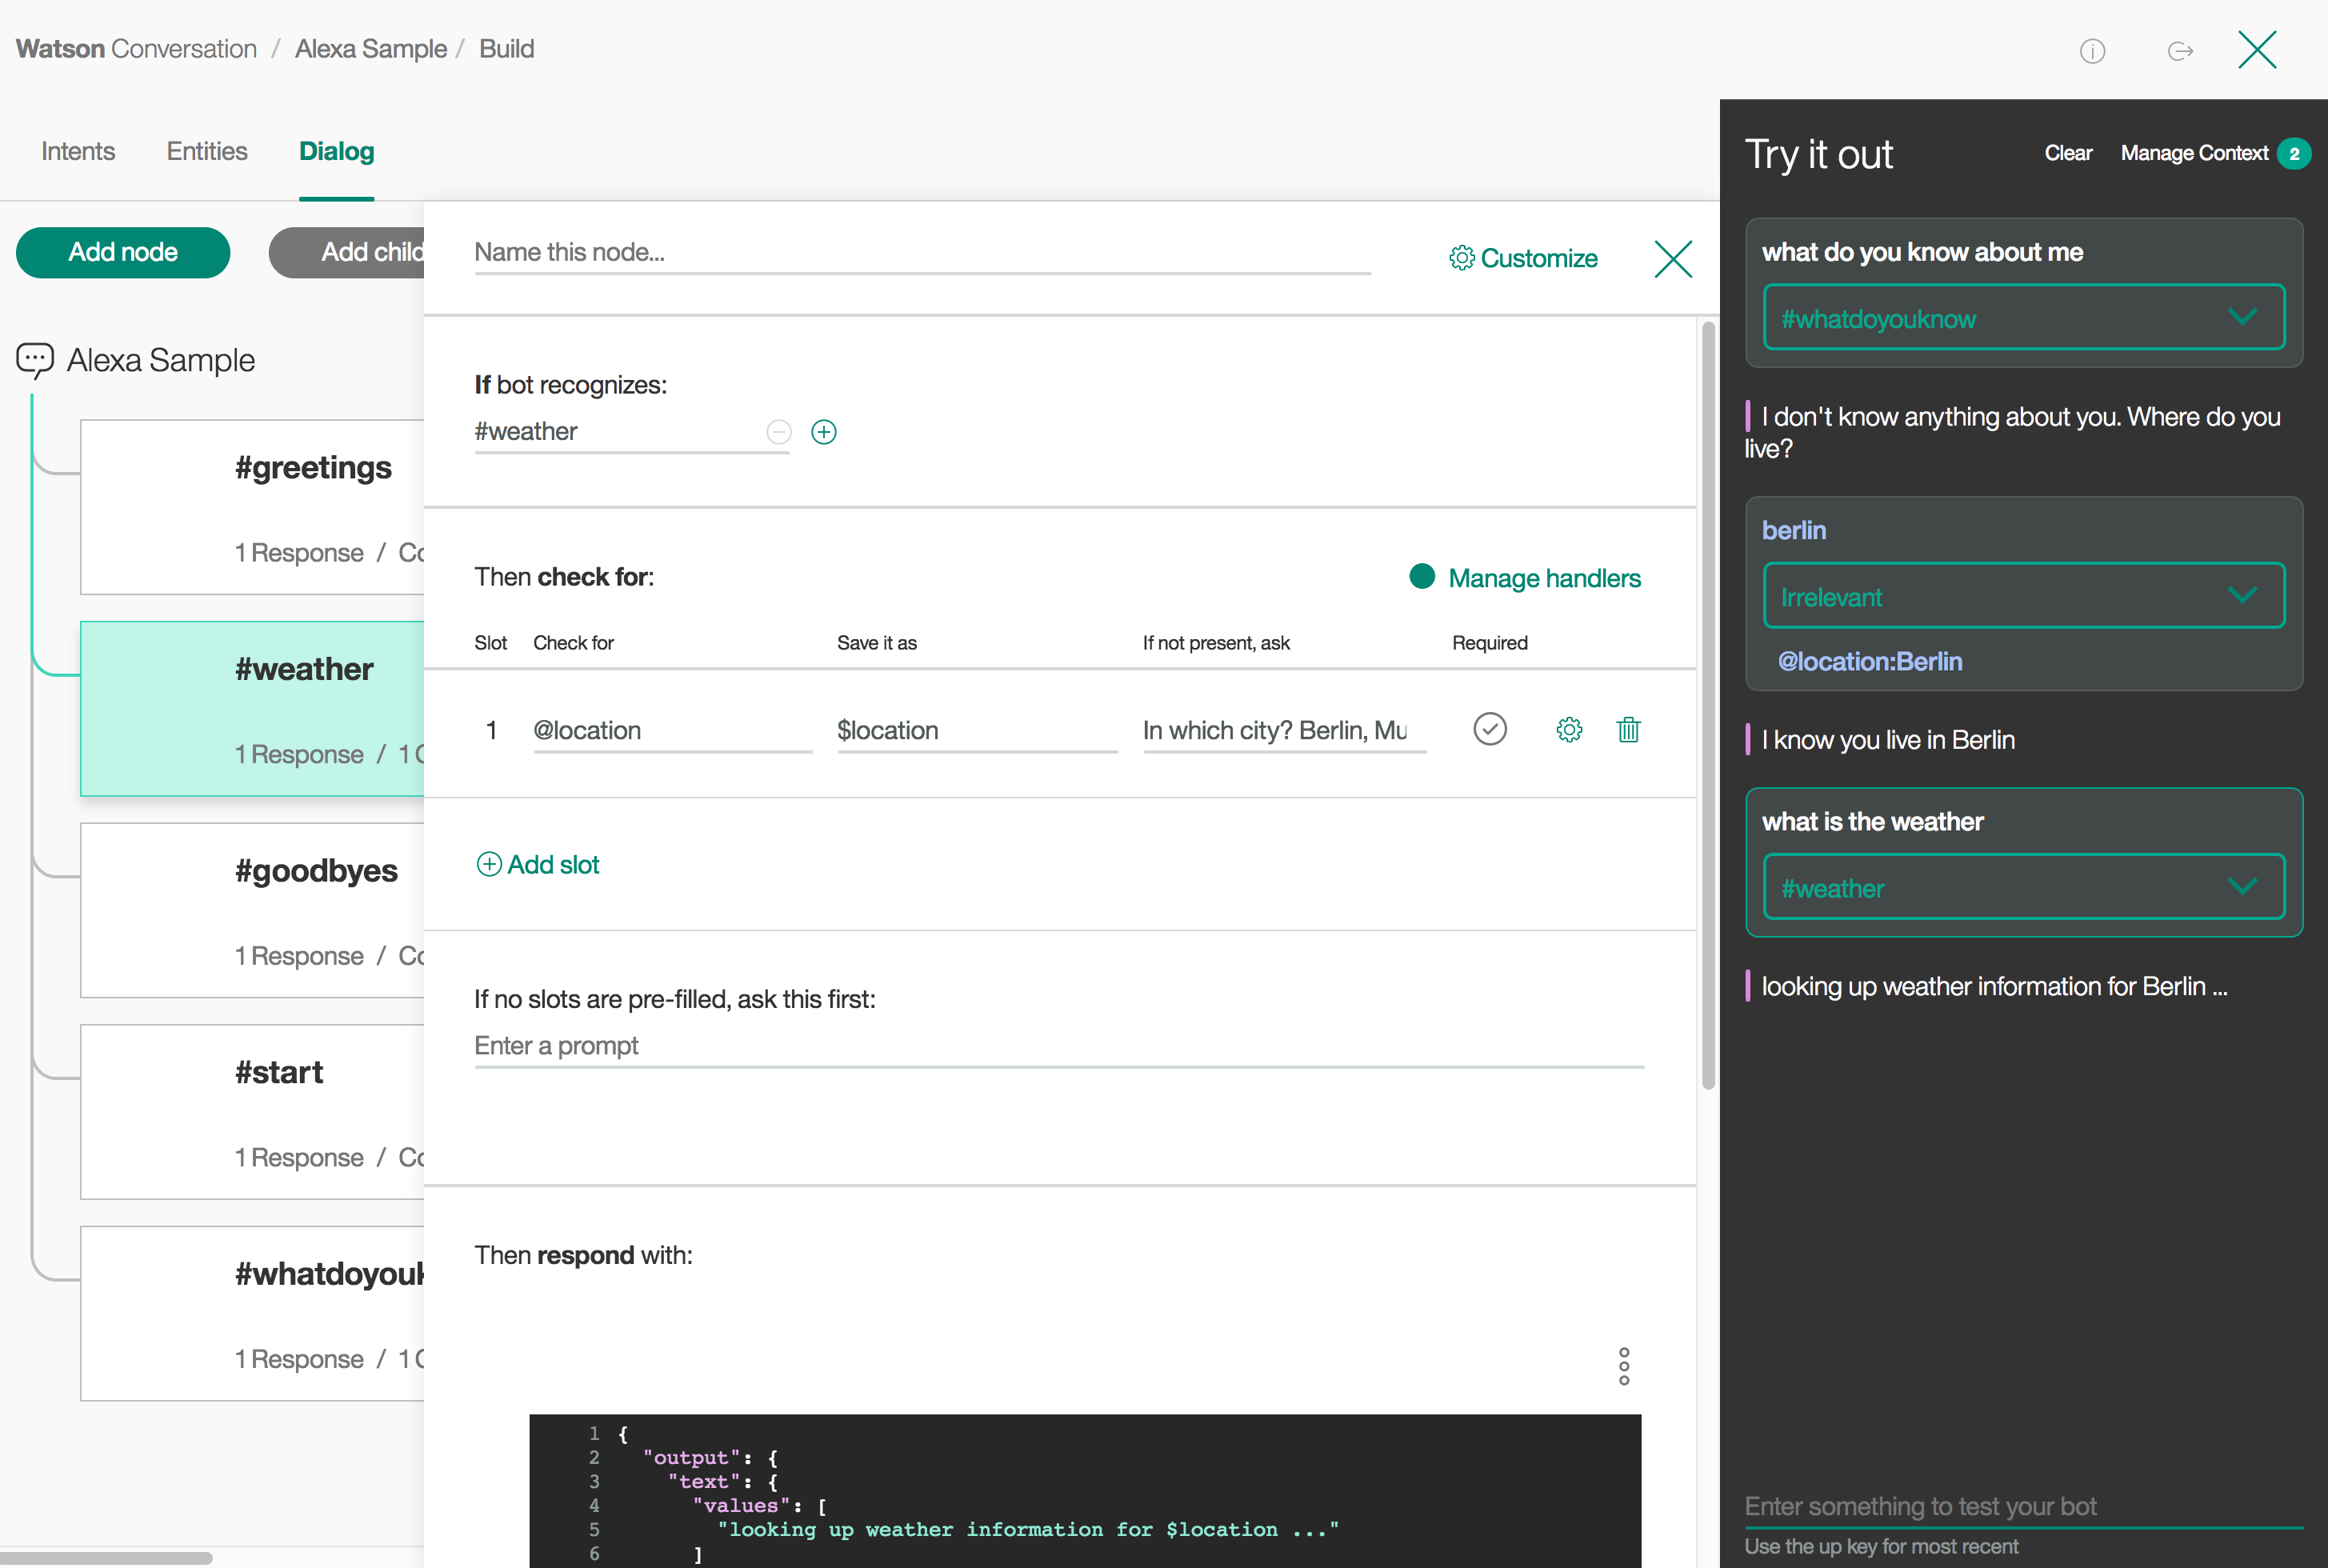 Watson Conversation / Alexa Sample / Build
Intents Entities Dialog
Add node Add child
Alexa Sample
#greetings
1 Response /
#weather
1 Response / 1
#goodbyes
1 Response /
#start
1 Response /
#whatdoyouk
1 Response / 1
Name this node...
Customize
If bot recognizes:
#weather
Then check for:
Manage handlers
Slot Check for Save it as If not present, ask Required
1 @location $location In which city? Berlin, Mu
Add slot
If no slots are pre-filled, ask this first:
Enter a prompt
Then respond with:
1 {
2 "output": {
3 "text": {
4 "values": [
5 "looking up weather information for $location ..."
6 ]
Try it out Clear Manage Context 2
what do you know about me
#whatdoyouknow
I don't know anything about you. Where do you
live?
berlin
Irrelevant
@location:Berlin
I know you live in Berlin
what is the weather
#weather
looking up weather information for Berlin ...
Enter something to test your bot
Use the up key for most recent